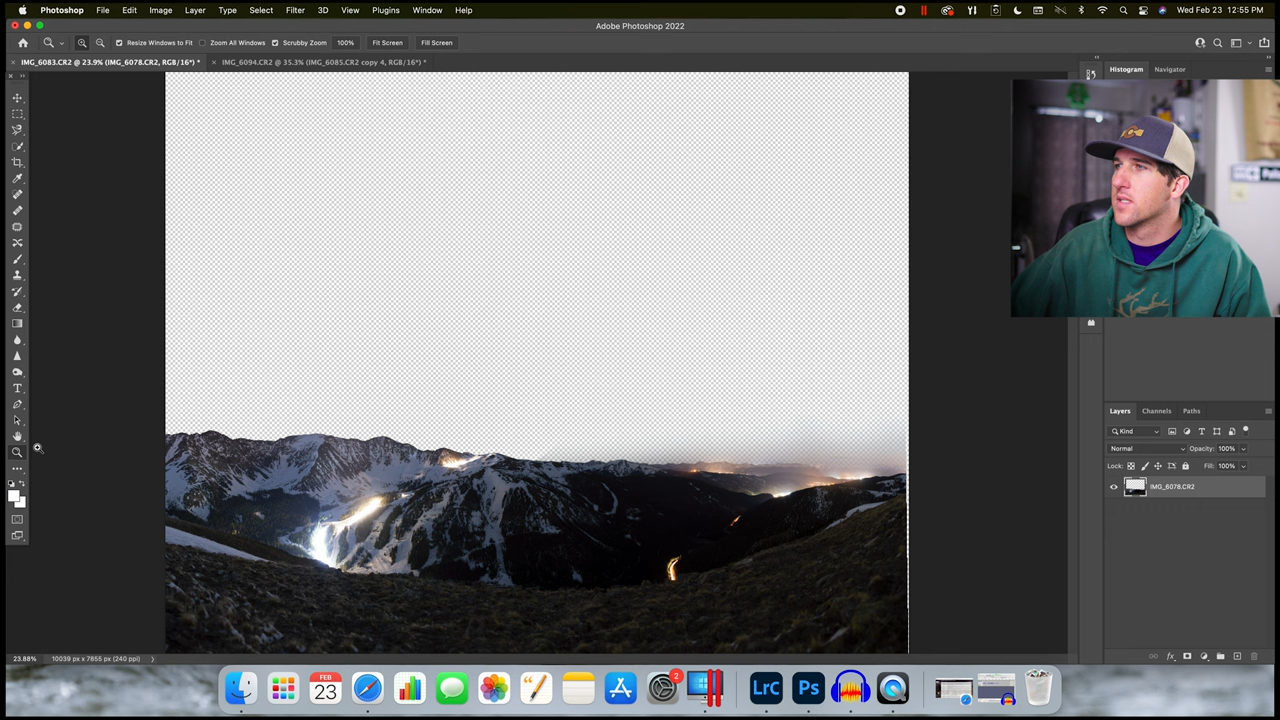 Photoshop File Edit Image Layer Type Select Filter 3D View Plugins Window Help
Wed Feb 23 12:55 PM
Adobe Photoshop 2022
Resize Windows to Fit Zoom All Windows Scrubby Zoom 100% Fit Screen Fill Screen
IMG_6083.CR2 @ 23.9% (IMG_6078.CR2, RGB/16*) *
IMG_6094.CR2 @ 35.3% (IMG_6085.CR2 copy 4, RGB/16*) *
Histogram Navigator
Layers Channels Paths
Kind
Normal Opacity: 100%
Lock: Fill: 100%
IMG_6078.CR2
23.88% 10039 px x 7855 px (240 ppi)
FEB
23
2
LrC
Ps